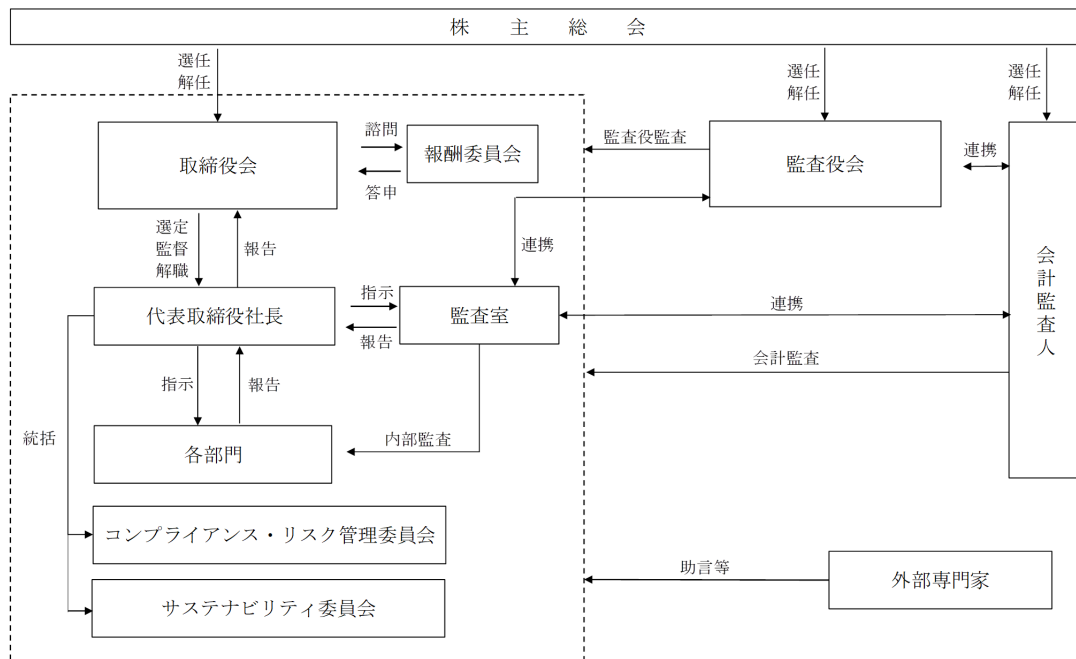 株主総会
選任
解任
選任
解任
選任
解任
取締役会
諮問
報酬委員会
答申
監査役監査
監査役会
連携
選定
監督
解職
報告
連携
会計監査人
代表取締役社長
指示
報告
監査室
連携
会計監査
指示
報告
統括
各部門
内部監査
コンプライアンス・リスク管理委員会
助言等
外部専門家
サステナビリティ委員会